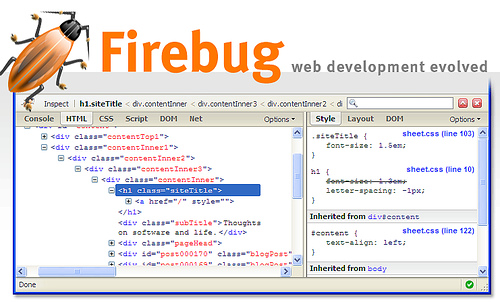 Firebug web development evolved
Inspect | h1.siteTitle < div.contentInner < div.contentInner3 < div.contentInner2 < di
Console HTML CSS Script DOM Net Options
<div class="contentTop1">
<div class="contentInner1">
<div class="contentInner2">
<div class="contentInner3">
<div class="contentInner">
<h1 class="siteTitle">
<a href="/" style="">
</h1>
<div class="subTitle">Thoughts
on software and life.</div>
<div class="pageHead">
<div id="post000170" class="blogPost"
<div id="post000169" class="blogPost"
Style Layout DOM Options
.siteTitle { sheet.css (line 103)
font-size: 1.5em;
}
h1 { sheet.css (line 10)
font-size: 1.3em;
letter-spacing: -1px;
}
Inherited from div#content
#content { sheet.css (line 122)
text-align: left;
}
Inherited from body
Done